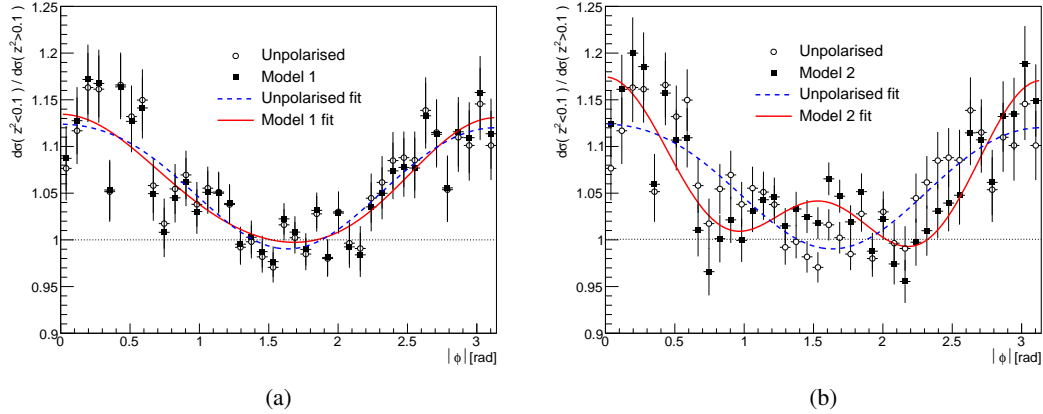 dσ( z²<0.1) / dσ( z²>0.1)
1.25
1.2
1.15
1.1
1.05
1
0.95
0.9
Unpolarised
Model 1
Unpolarised fit
Model 1 fit
0 0.5 1 1.5 2 2.5 3
|ϕ| [rad]
(a)
dσ( z²<0.1) / dσ( z²>0.1)
1.25
1.2
1.15
1.1
1.05
1
0.95
0.9
Unpolarised
Model 2
Unpolarised fit
Model 2 fit
0 0.5 1 1.5 2 2.5 3
|ϕ| [rad]
(b)